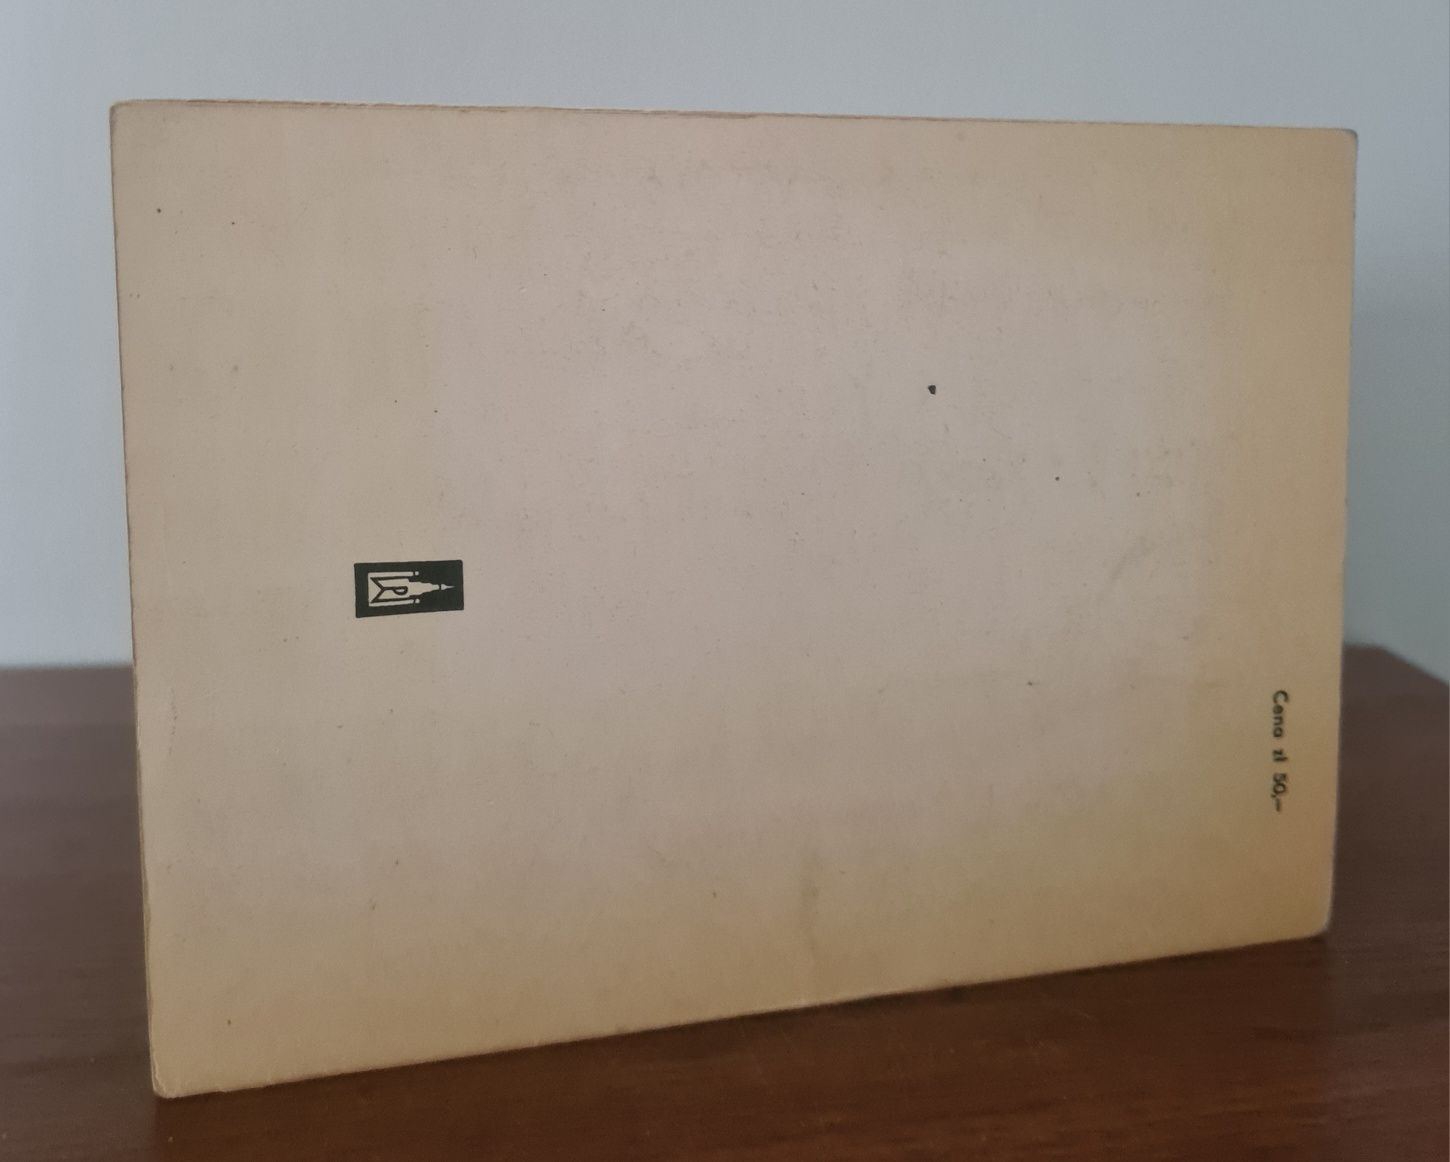 Cena zł 50,—